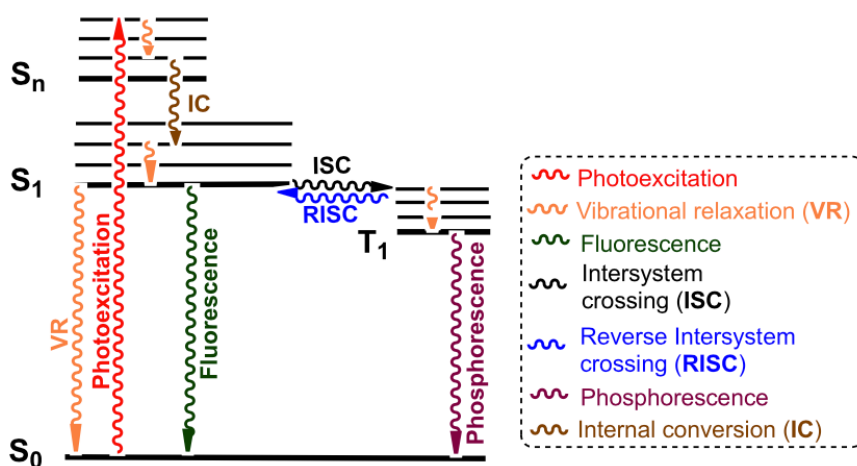 Sn
IC
S1
ISC
RISC
T1
VR
Photoexcitation
Fluorescence
Phosphorescence
S0
Photoexcitation
Vibrational relaxation (VR)
Fluorescence
Intersystem
crossing (ISC)
Reverse Intersystem
crossing (RISC)
Phosphorescence
Internal conversion (IC)